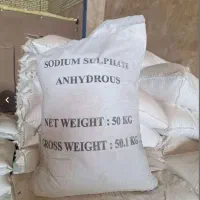 SODIUM SULPHATE
ANHYDROUS
NET WEIGHT : 50 KG
GROSS WEIGHT : 50.1 KG